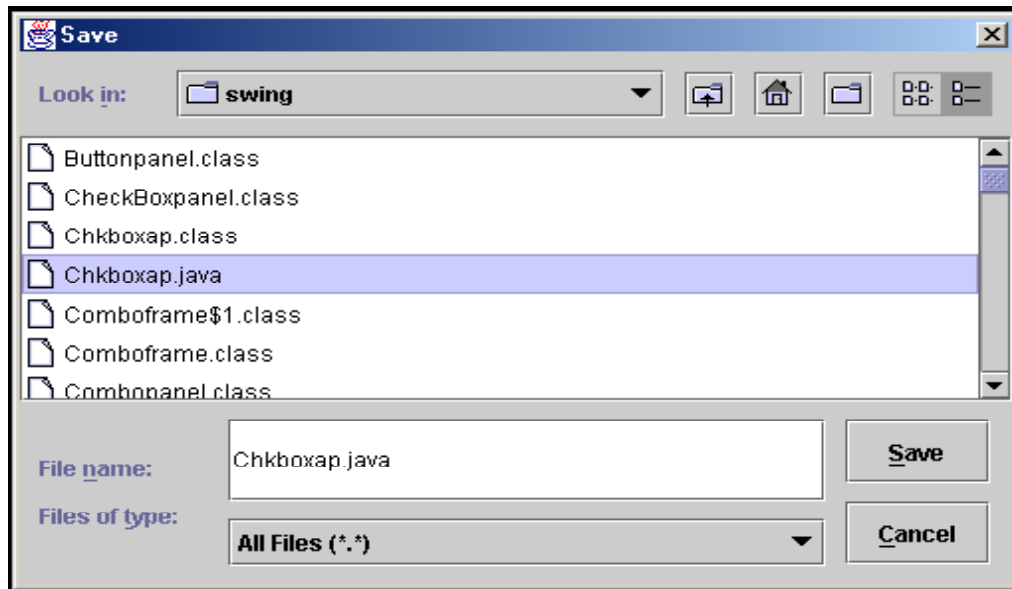 Save
Look in: swing
Buttonpanel.class
CheckBoxpanel.class
Chkboxap.class
Chkboxap.java
Comboframe$1.class
Comboframe.class
Combopanel.class
File name: Chkboxap.java Save
Files of type: All Files (*.*) Cancel